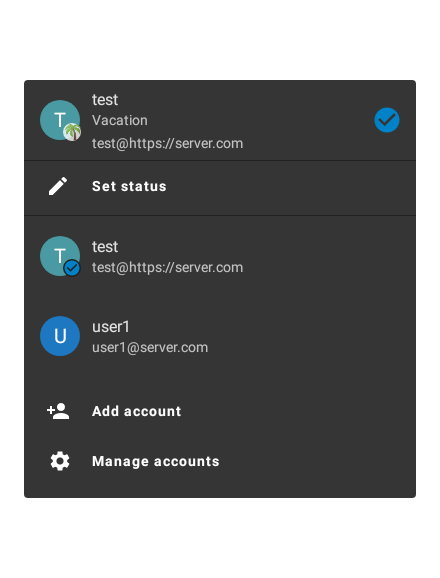 T
test
Vacation
test@https://server.com
Set status
T
test
test@https://server.com
U
user1
user1@server.com
Add account
Manage accounts